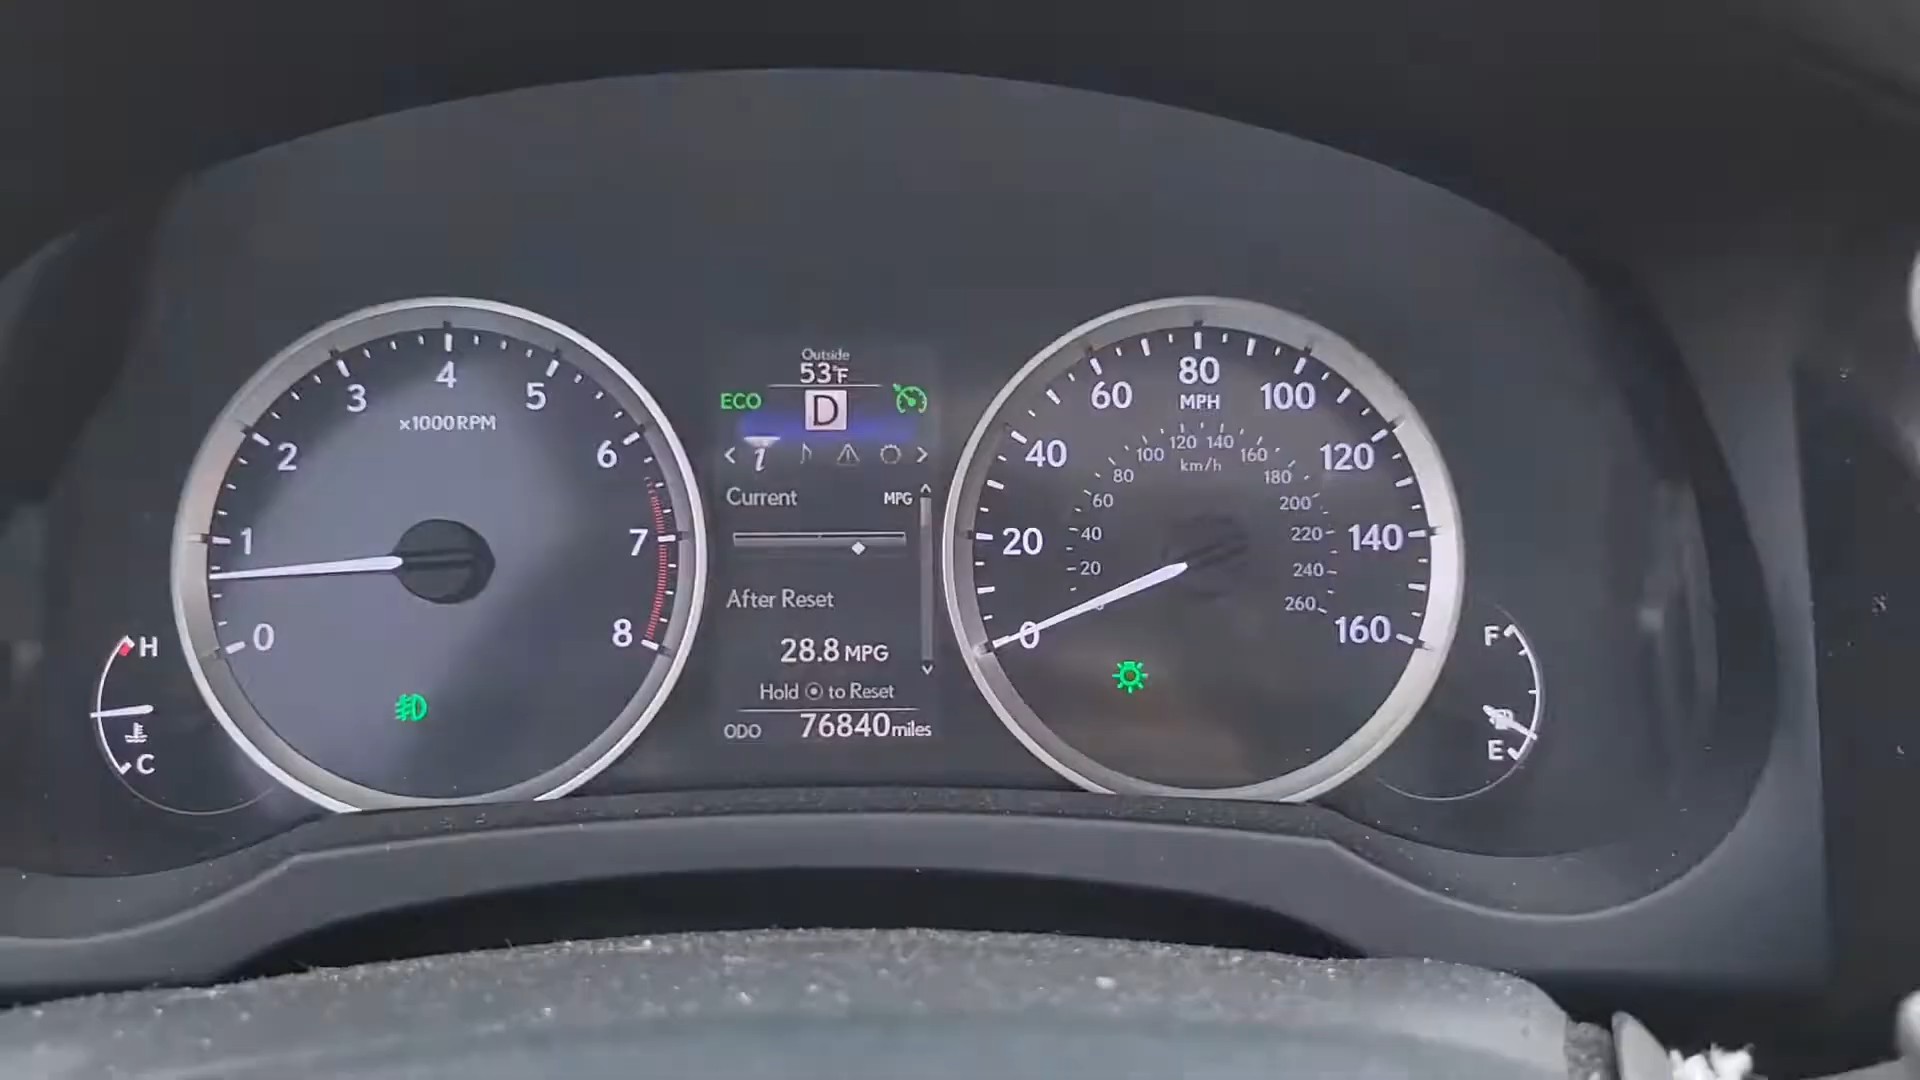 Outside
53°F
ECO
D
Current MPG
After Reset
28.8 MPG
Hold to Reset
ODO 76840 miles
0
1
2
3
4
5
6
7
8
x1000 RPM
H
C
0
20
40
60
80
100
120
140
160
MPH
20
40
60
80
100
120
140
160
180
200
220
240
260
km/h
F
E